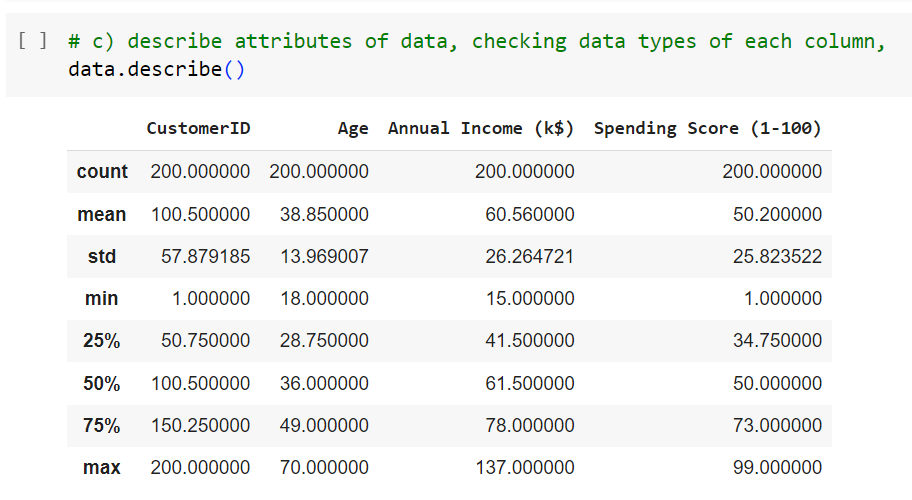 [ ] # c) describe attributes of data, checking data types of each column,
data.describe()
CustomerID Age Annual Income (k$) Spending Score (1-100)
count 200.000000 200.000000 200.000000 200.000000
mean 100.500000 38.850000 60.560000 50.200000
std 57.879185 13.969007 26.264721 25.823522
min 1.000000 18.000000 15.000000 1.000000
25% 50.750000 28.750000 41.500000 34.750000
50% 100.500000 36.000000 61.500000 50.000000
75% 150.250000 49.000000 78.000000 73.000000
max 200.000000 70.000000 137.000000 99.000000